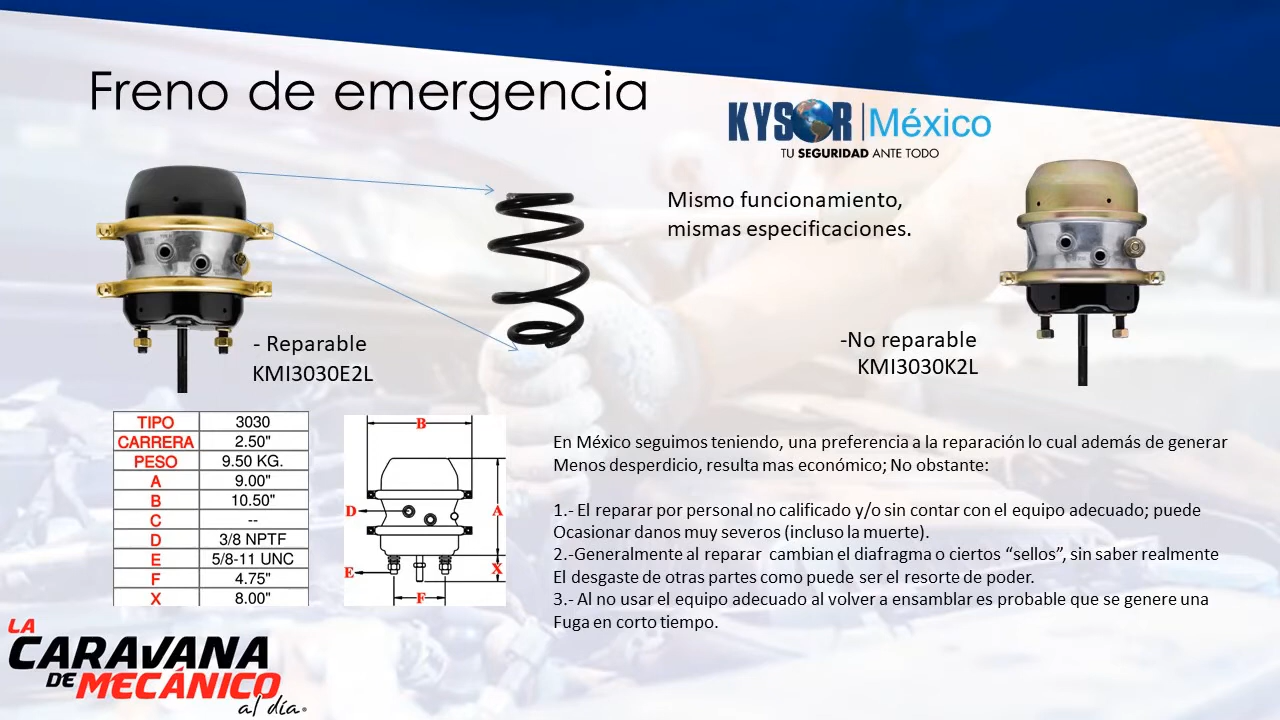 Freno de emergencia
KYSOR México
TU SEGURIDAD ANTE TODO
Mismo funcionamiento,
mismas especificaciones.
- Reparable
KMI3030E2L
-No reparable
KMI3030K2L
TIPO 3030
CARRERA 2.50"
PESO 9.50 KG.
A 9.00"
B 10.50"
C --
D 3/8 NPTF
E 5/8-11 UNC
F 4.75"
X 8.00"
B
D
A
E
X
F
En México seguimos teniendo, una preferencia a la reparación lo cual además de generar
Menos desperdicio, resulta mas económico; No obstante:
1.- El reparar por personal no calificado y/o sin contar con el equipo adecuado; puede
Ocasionar danos muy severos (incluso la muerte).
2.-Generalmente al reparar cambian el diafragma o ciertos “sellos”, sin saber realmente
El desgaste de otras partes como puede ser el resorte de poder.
3.- Al no usar el equipo adecuado al volver a ensamblar es probable que se genere una
Fuga en corto tiempo.
LA
CARAVANA
DE MECÁNICO
al día.